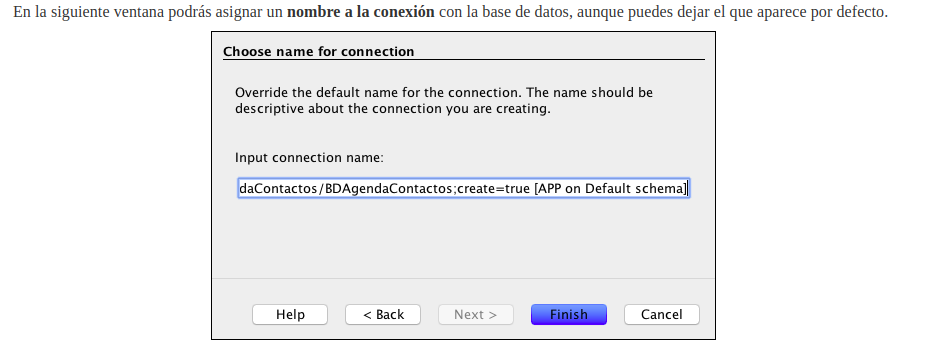 En la siguiente ventana podrás asignar un nombre a la conexión con la base de datos, aunque puedes dejar el que aparece por defecto.
Choose name for connection
Override the default name for the connection. The name should be
descriptive about the connection you are creating.
Input connection name:
daContactos/BDAgendaContactos;create=true [APP on Default schema]
Help < Back Next > Finish Cancel